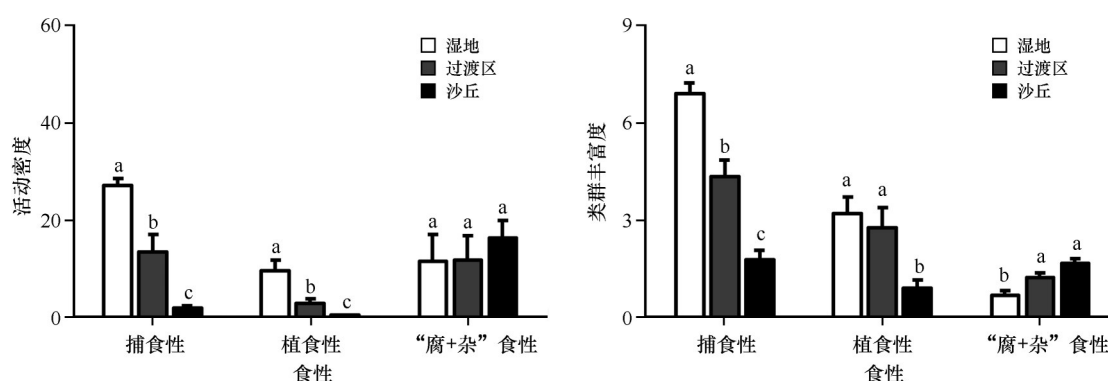 60
40
20
0
活动密度
湿地
过渡区
沙丘
a
b
c
a
b
c
a
a
a
捕食性
植食性
“腐+杂”食性
食性
9
6
3
0
类群丰富度
湿地
过渡区
沙丘
a
b
c
a
a
b
b
a
a
捕食性
植食性
“腐+杂”食性
食性